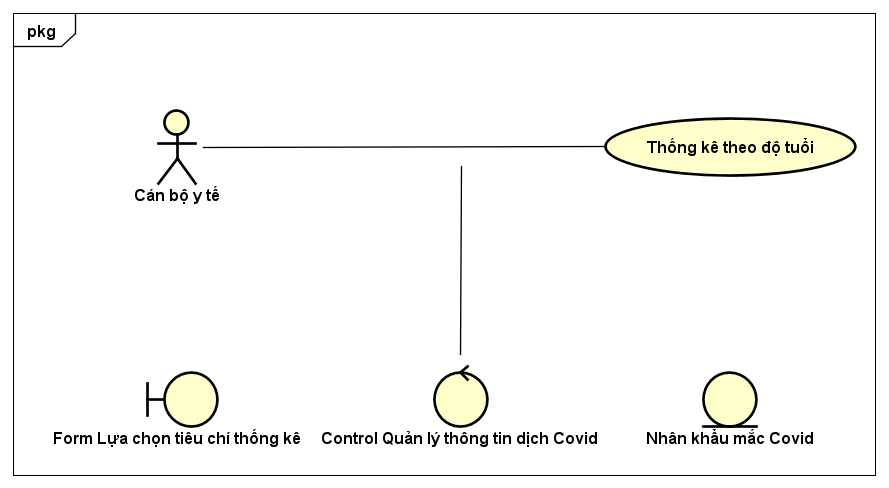 pkg
Thống kê theo độ tuổi
Cán bộ y tế
Form Lựa chọn tiêu chí thống kê
Control Quản lý thông tin dịch Covid
Nhân khẩu mắc Covid